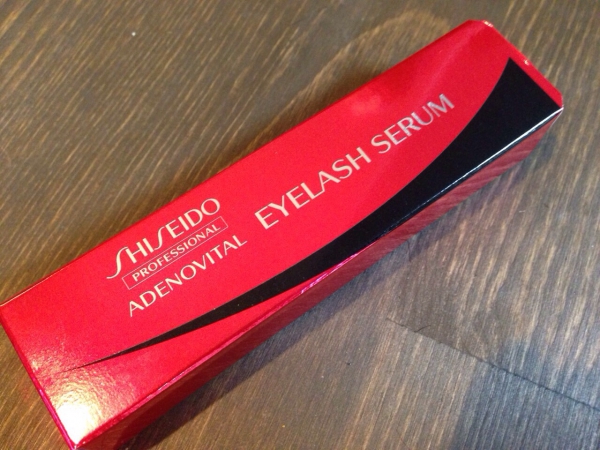 SHISEIDO
PROFESSIONAL
ADENOVITAL EYELASH SERUM